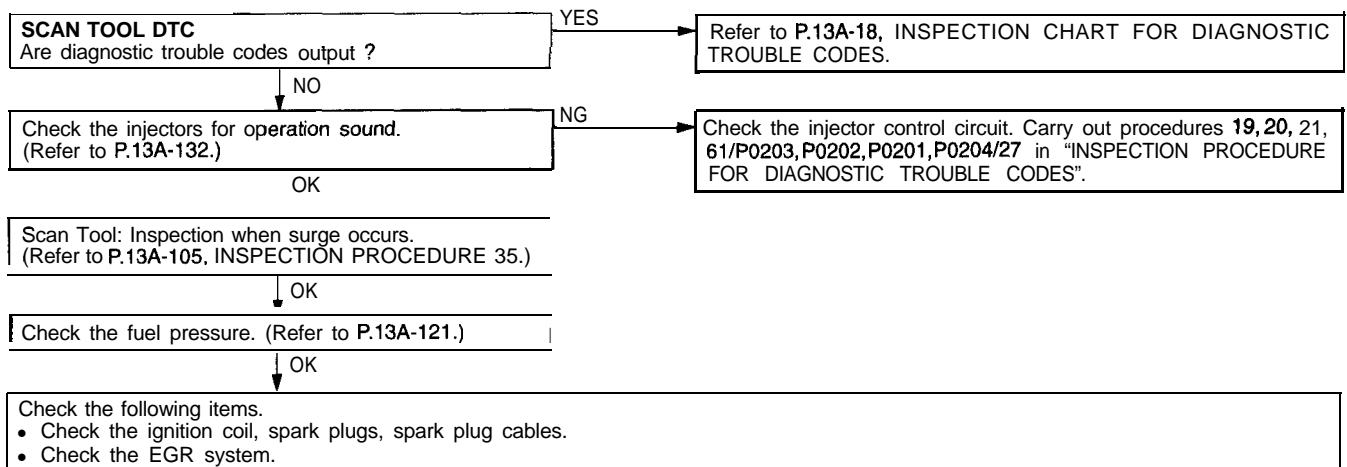 SCAN TOOL DTC
Are diagnostic trouble codes output ?
YES
Refer to P.13A-18, INSPECTION CHART FOR DIAGNOSTIC
TROUBLE CODES.
NO
Check the injectors for operation sound.
(Refer to P.13A-132.)
NG
Check the injector control circuit. Carry out procedures 19, 20, 21,
61/P0203, P0202, P0201, P0204/27 in “INSPECTION PROCEDURE
FOR DIAGNOSTIC TROUBLE CODES”.
OK
Scan Tool: Inspection when surge occurs.
(Refer to P.13A-105, INSPECTION PROCEDURE 35.)
OK
Check the fuel pressure. (Refer to P.13A-121.)
OK
Check the following items.
• Check the ignition coil, spark plugs, spark plug cables.
• Check the EGR system.